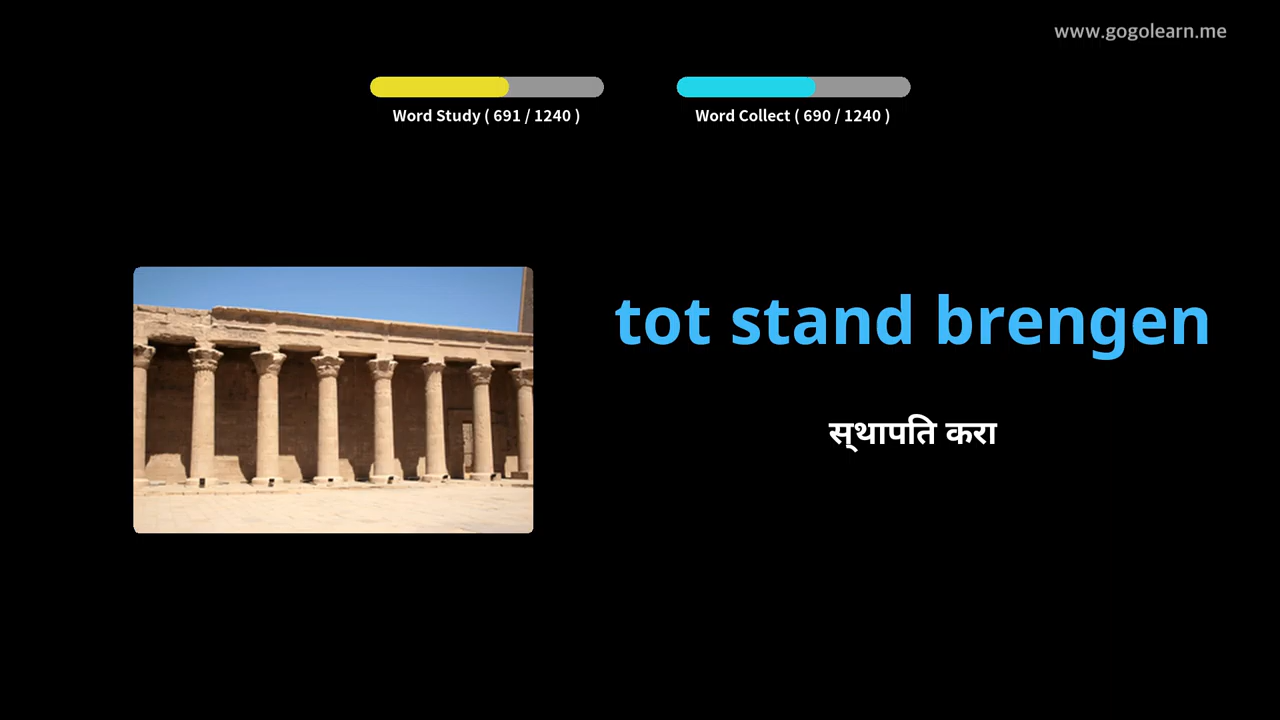 www.gogolearn.me
Word Study ( 691 / 1240 )
Word Collect ( 690 / 1240 )
tot stand brengen
स्थापति करा